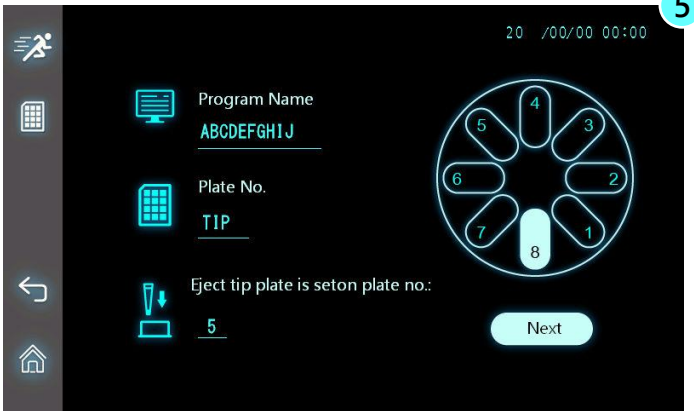 5
20 /00/00 00:00
Program Name
ABCDEFGHIJ
Plate No.
TIP
Eject tip plate is seton plate no.:
5
4
5
3
6
2
7
1
8
Next